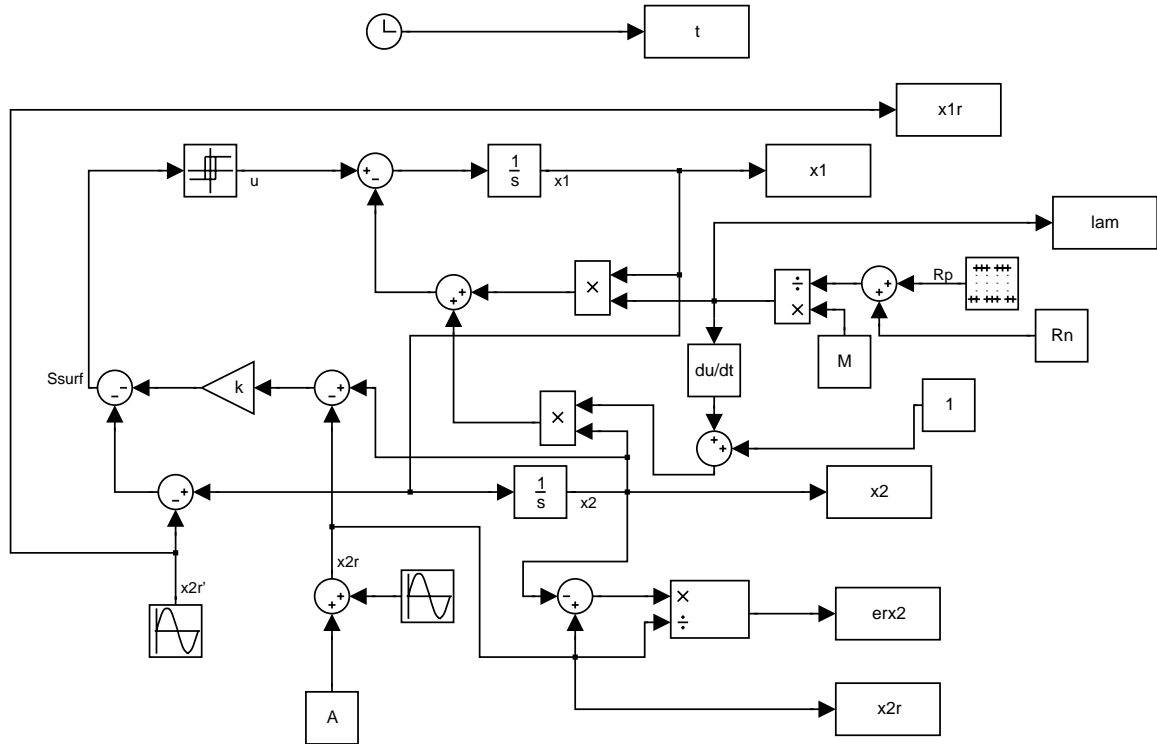 t
x1r
1
s
u
x1
x1
lam
×
÷
×
Rp
Rn
M
du/dt
Ssurf
k
1
×
1
s
x2
x2
x2r'
x2r
×
÷
erx2
A
x2r